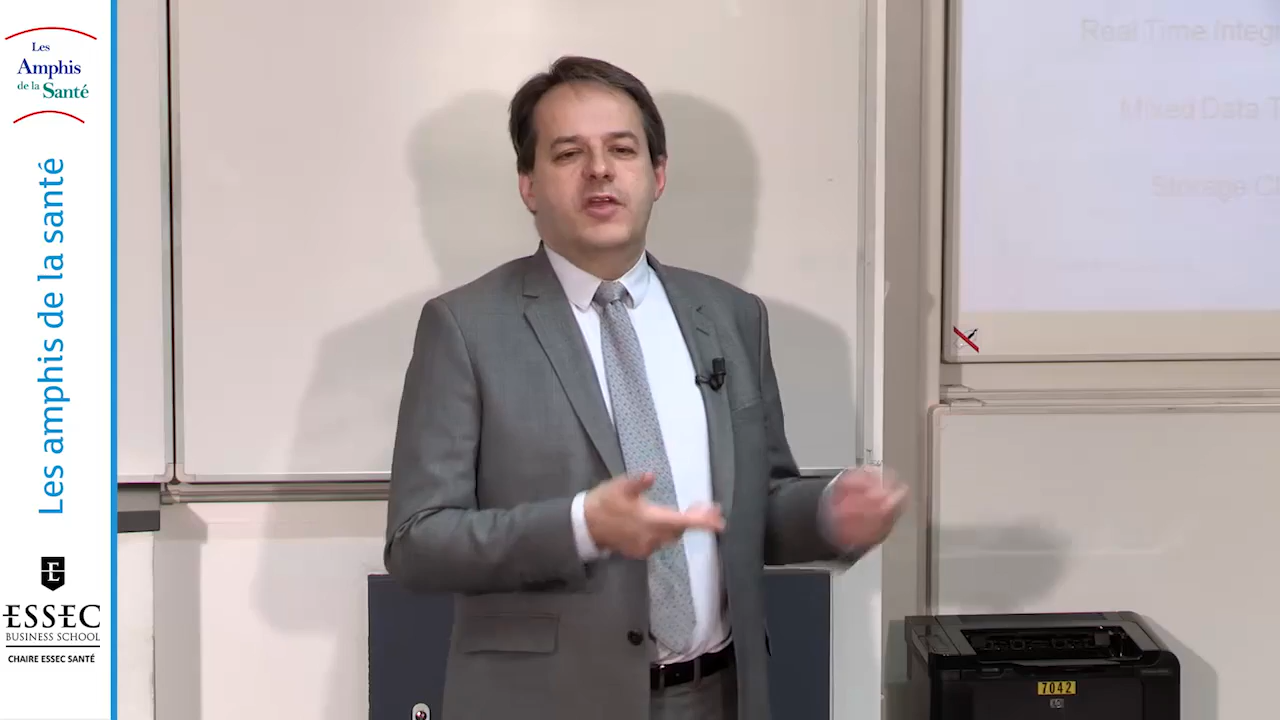 Les
Amphis
de la Santé
Les amphis de la santé
E
ESSEC
BUSINESS SCHOOL
CHAIRE ESSEC SANTÉ
Real Time
Mixed Data
Storage
7042
hp